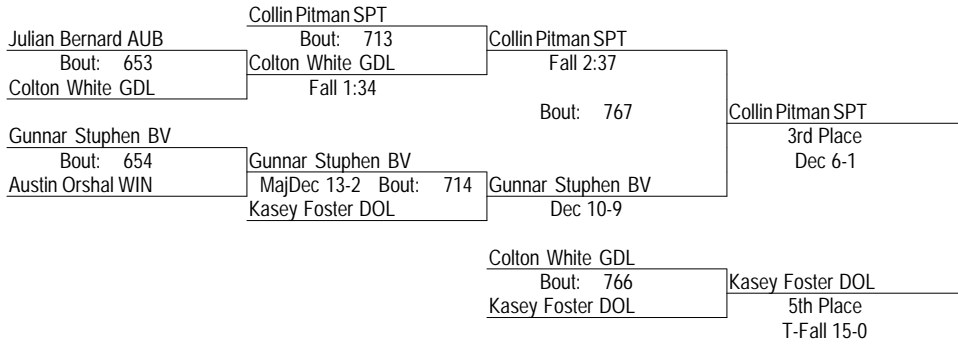 Collin Pitman SPT
Julian Bernard AUB
Bout: 713
Collin Pitman SPT
Bout: 653
Colton White GDL
Fall 2:37
Colton White GDL
Fall 1:34
Bout: 767
Collin Pitman SPT
Gunnar Stuphen BV
3rd Place
Bout: 654
Gunnar Stuphen BV
Dec 6-1
Austin Orshal WIN
MajDec 13-2 Bout: 714
Gunnar Stuphen BV
Kasey Foster DOL
Dec 10-9
Colton White GDL
Bout: 766
Kasey Foster DOL
Kasey Foster DOL
5th Place
T-Fall 15-0